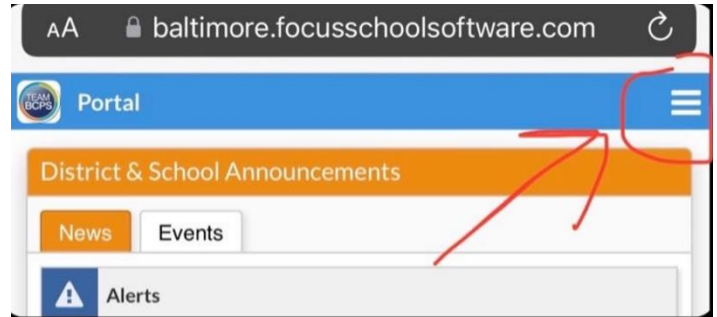 AA baltimore.focusschoolsoftware.com
TEAM BCPS Portal
District & School Announcements
News Events
Alerts